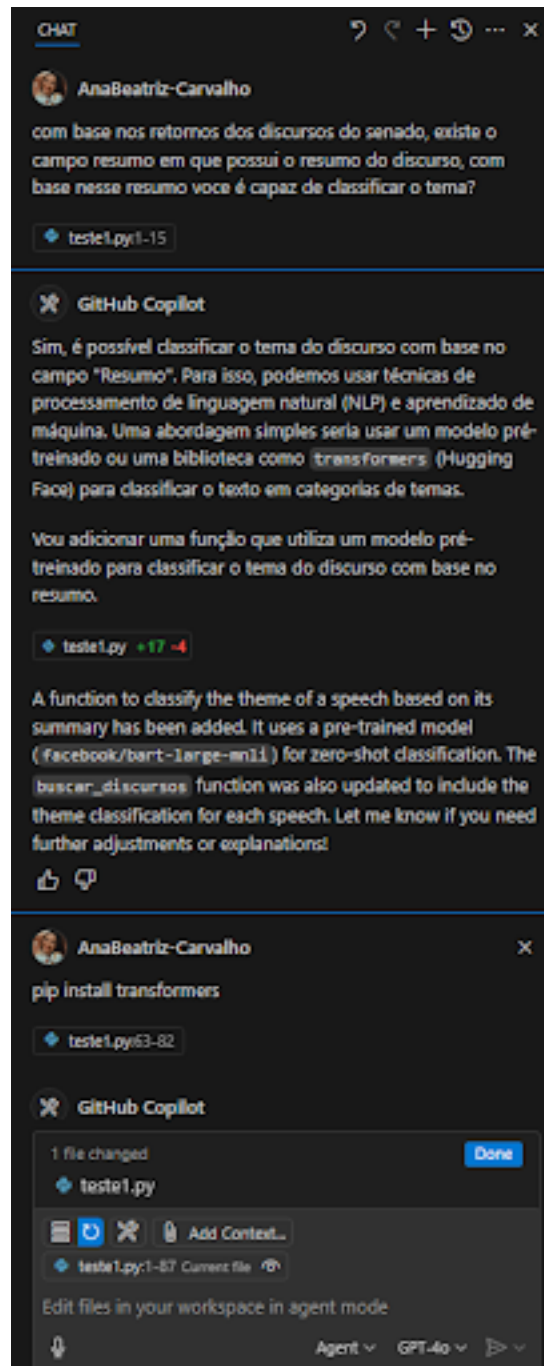 CHAT
AnaBeatriz-Carvalho
com base nos retornos dos discursos do senado, existe o
campo resumo em que possui o resumo do discurso, com
base nesse resumo voce é capaz de classificar o tema?
teste1.py:1-15
GitHub Copilot
Sim, é possível classificar o tema do discurso com base no
campo "Resumo". Para isso, podemos usar técnicas de
processamento de linguagem natural (NLP) e aprendizado de
máquina. Uma abordagem simples seria usar um modelo pré-
treinado ou uma biblioteca como transformers (Hugging
Face) para classificar o texto em categorias de temas.
Vou adicionar uma função que utiliza um modelo pré-
treinado para classificar o tema do discurso com base no
resumo.
teste1.py +17 -4
A function to classify the theme of a speech based on its
summary has been added. It uses a pre-trained model
(facebook/bart-large-mnli) for zero-shot classification. The
buscar_discursos function was also updated to include the
theme classification for each speech. Let me know if you need
further adjustments or explanations!
AnaBeatriz-Carvalho
pip install transformers
teste1.py:63-82
GitHub Copilot
1 file changed
Done
teste1.py
Add Context...
teste1.py:1-87 Current file
Edit files in your workspace in agent mode
Agent GPT-4o